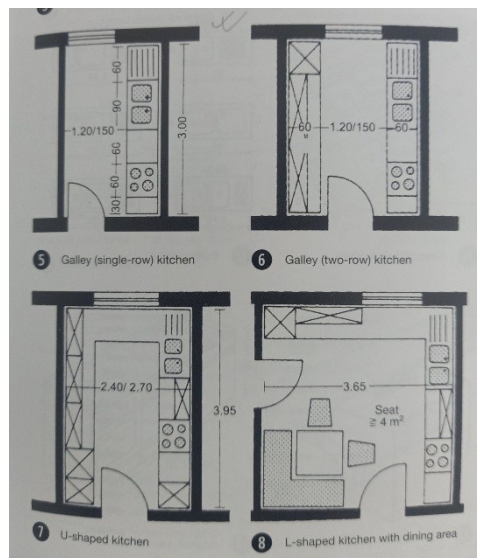 60
90
1.20/150
60
60
30
3.00
5 Galley (single-row) kitchen
60
1.20/150
60
6 Galley (two-row) kitchen
2.40/ 2.70
3.95
7 U-shaped kitchen
3.65
Seat
≧ 4 m²
8 L-shaped kitchen with dining area